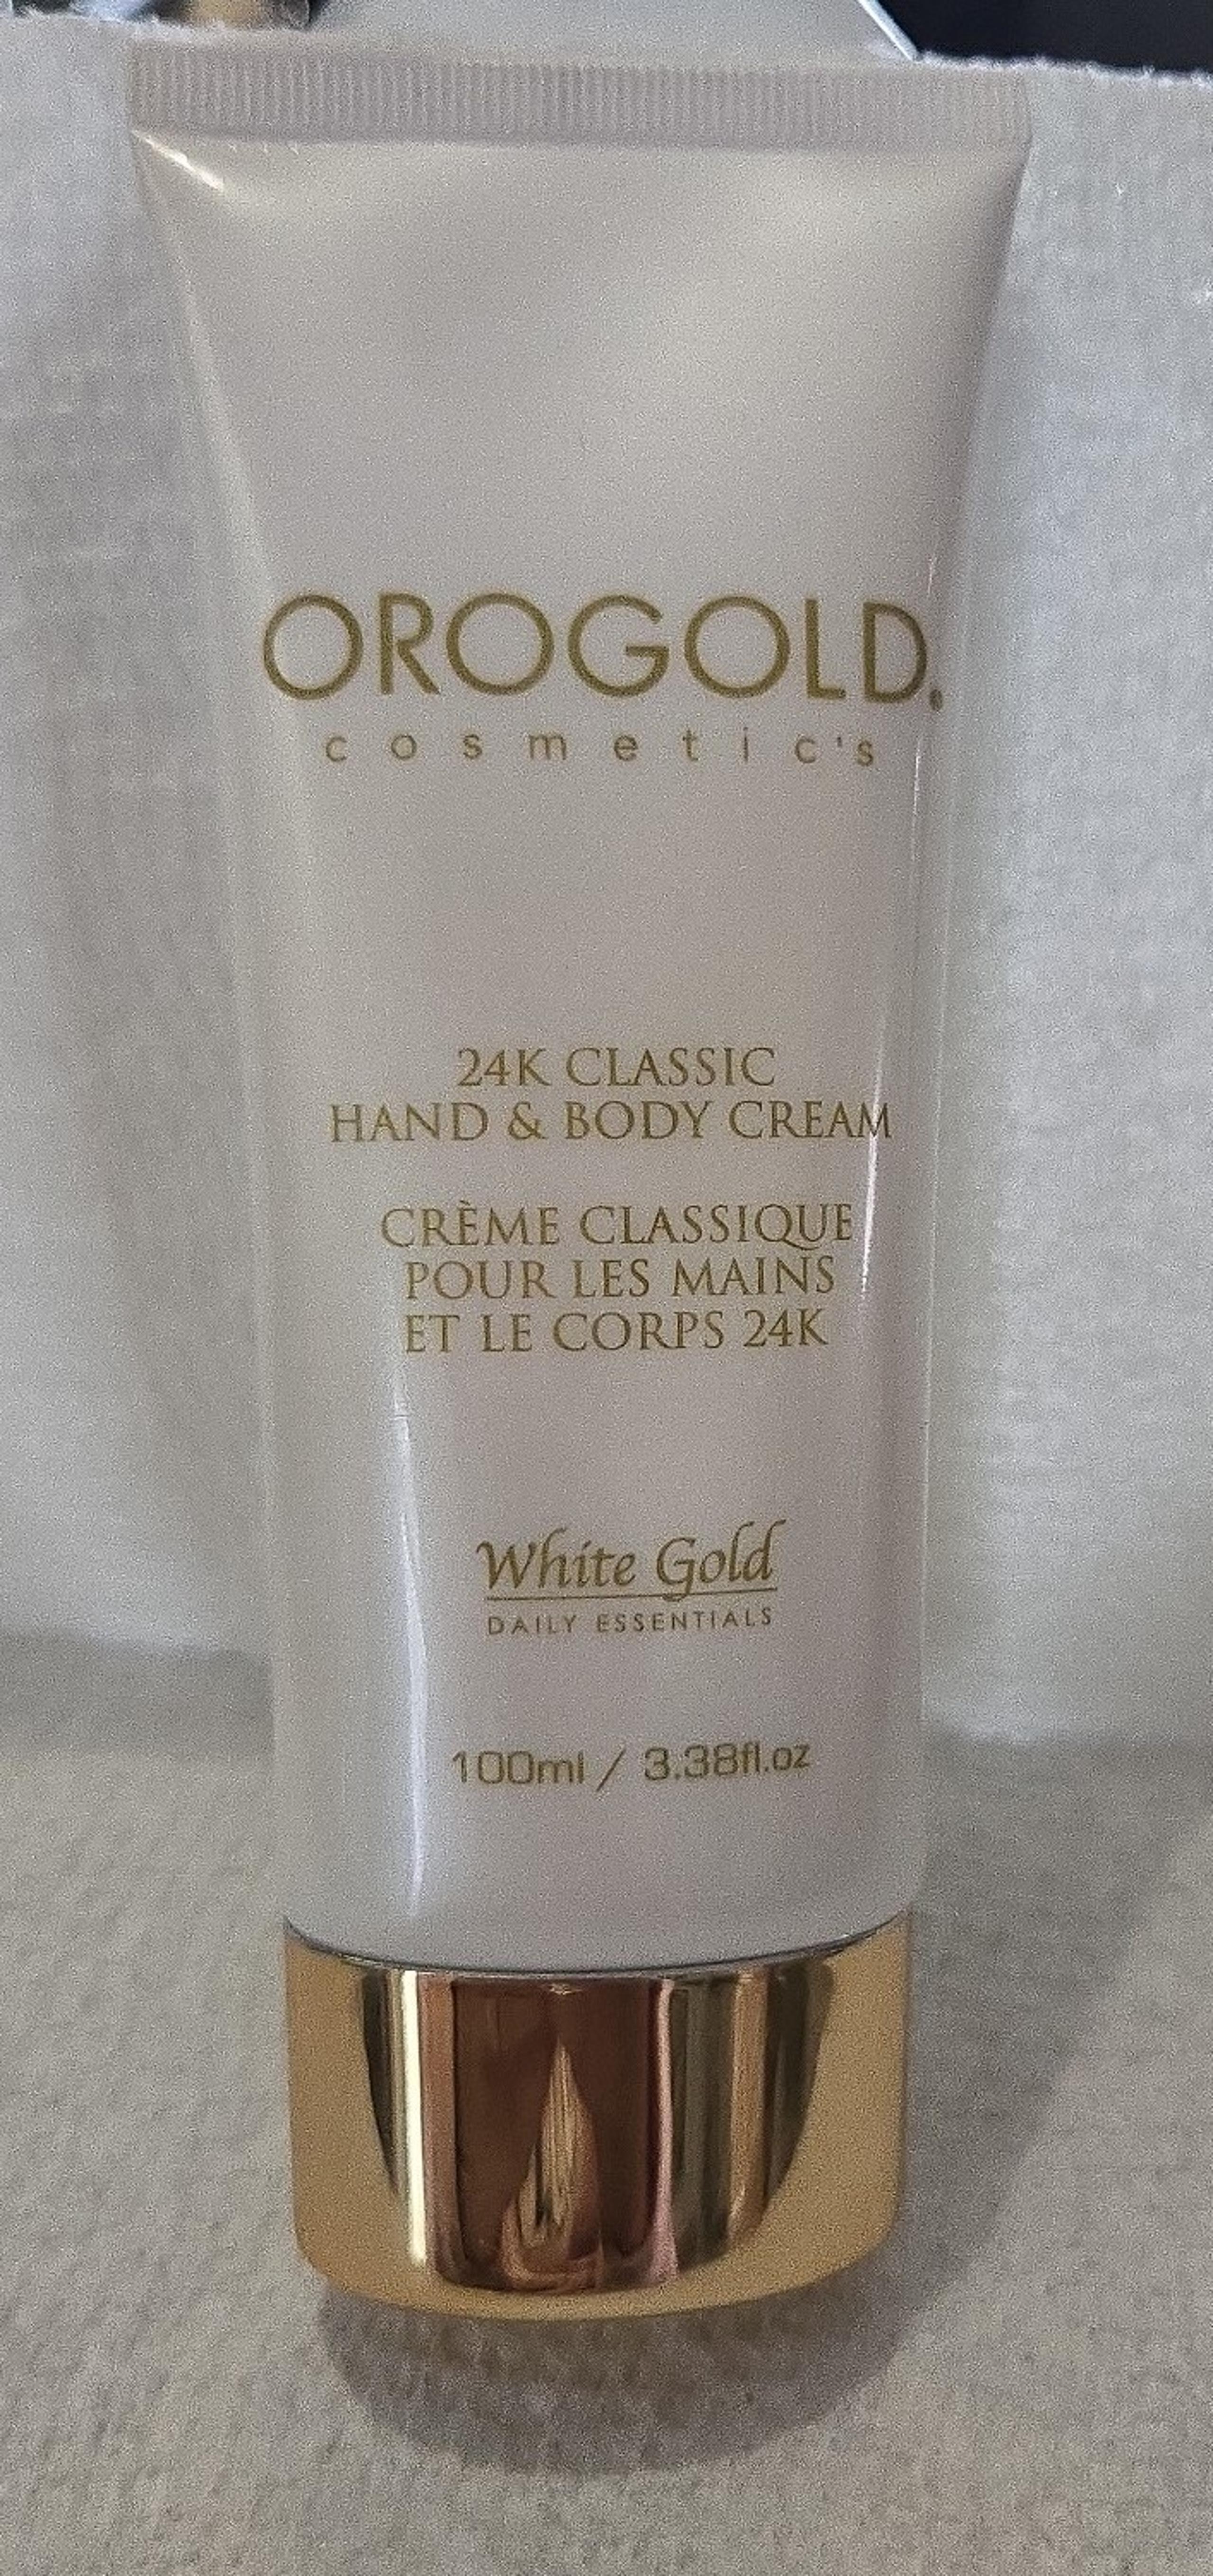 OROGOLD.
cosmetic's
24K CLASSIC
HAND & BODY CREAM
CRÈME CLASSIQUE
POUR LES MAINS
ET LE CORPS 24K
White Gold
DAILY ESSENTIALS
100ml / 3.38fl.oz